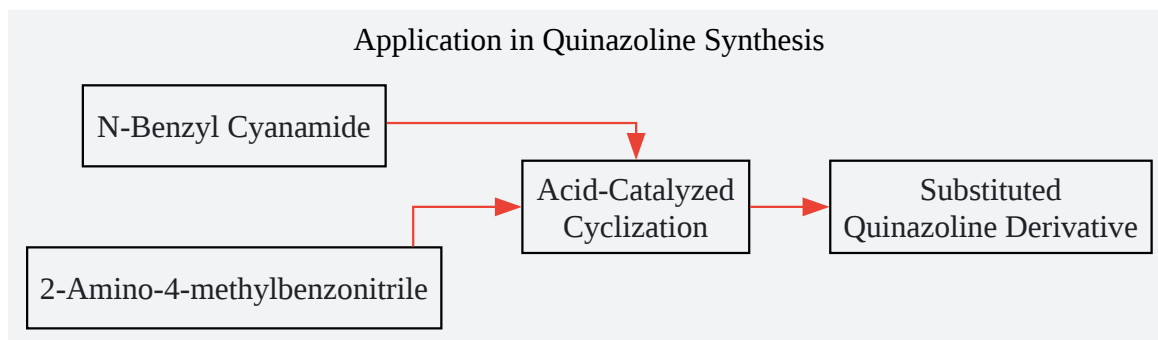 Application in Quinazoline Synthesis
N-Benzyl Cyanamide
Acid-Catalyzed
Cyclization
Substituted
Quinazoline Derivative
2-Amino-4-methylbenzonitrile